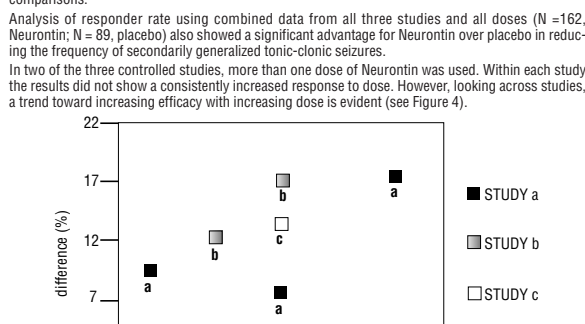 comparisons.
Analysis of responder rate using combined data from all three studies and all doses (N =162,
Neurontin; N = 89, placebo) also showed a significant advantage for Neurontin over placebo in reduc-
ing the frequency of secondarily generalized tonic-clonic seizures.
In two of the three controlled studies, more than one dose of Neurontin was used. Within each study
the results did not show a consistently increased response to dose. However, looking across studies,
a trend toward increasing efficacy with increasing dose is evident (see Figure 4).
22
17
12
7
difference (%)
a
b
b
c
a
a
STUDY a
STUDY b
STUDY c